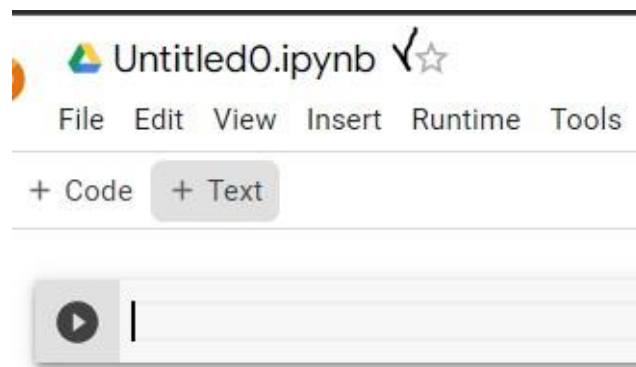 Untitled0.ipynb
File Edit View Insert Runtime Tools
+ Code + Text